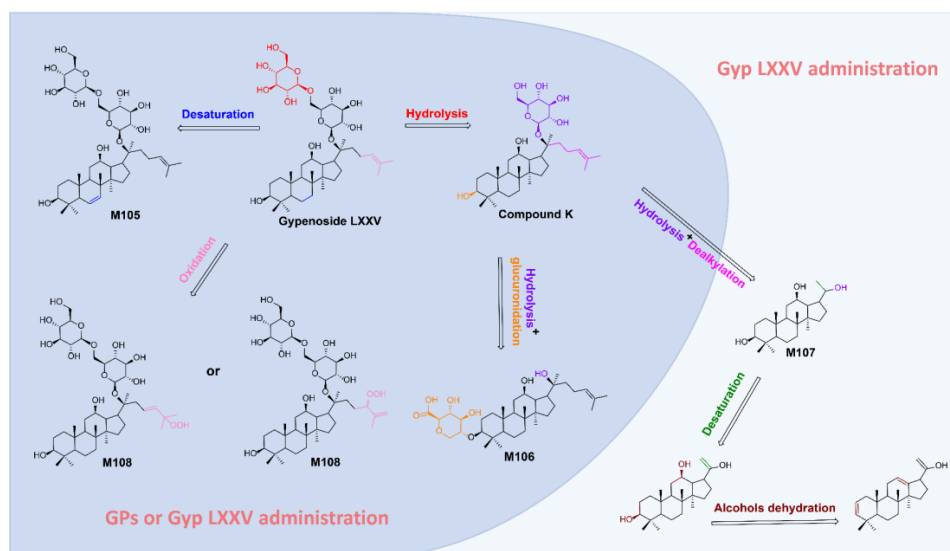 Gyp LXXV administration
Desaturation
Hydrolysis
M105
Gypenoside LXXV
Compound K
Oxidation
Hydrolysis +
glucuronidation
Hydrolysis + Dealkylation
M107
or
M108
M108
M106
Desaturation
Alcohols dehydration
GPs or Gyp LXXV administration